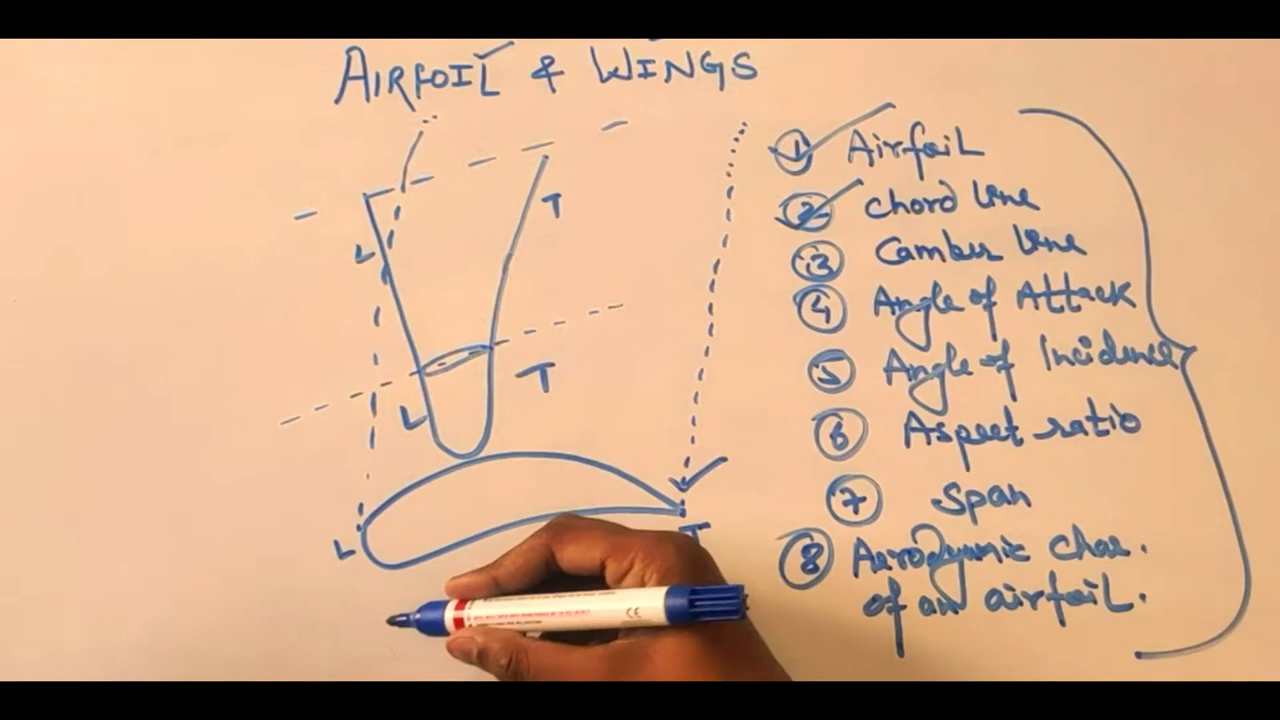 AIRFOIL & WINGS
① Airfoil
② Chord line
③ Camber line
④ Angle of Attack
⑤ Angle of Incidence
⑥ Aspect ratio
⑦ Span
⑧ Aerodynamic char.
of an airfoil.
L
T
T
L
L
T
CE